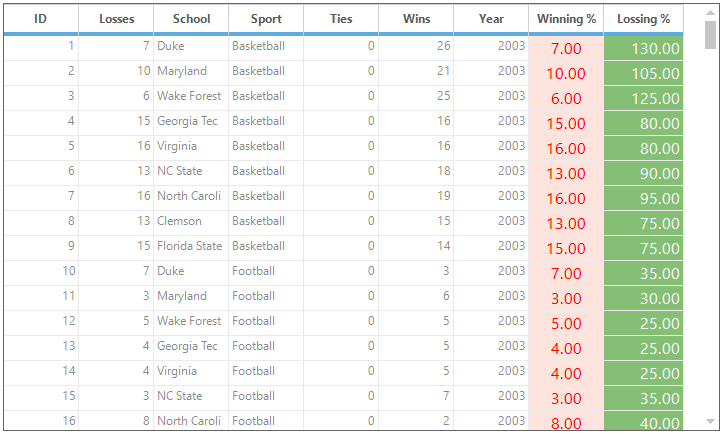 ID Losses School Sport Ties Wins Year Winning % Lossing %
1 7 Duke Basketball 0 26 2003 7.00 130.00
2 10 Maryland Basketball 0 21 2003 10.00 105.00
3 6 Wake Forest Basketball 0 25 2003 6.00 125.00
4 15 Georgia Tec Basketball 0 16 2003 15.00 80.00
5 16 Virginia Basketball 0 16 2003 16.00 80.00
6 13 NC State Basketball 0 18 2003 13.00 90.00
7 16 North Caroli Basketball 0 19 2003 16.00 95.00
8 13 Clemson Basketball 0 15 2003 13.00 75.00
9 15 Florida State Basketball 0 14 2003 15.00 75.00
10 7 Duke Football 0 3 2003 7.00 35.00
11 3 Maryland Football 0 6 2003 3.00 30.00
12 5 Wake Forest Football 0 5 2003 5.00 25.00
13 4 Georgia Tec Football 0 5 2003 4.00 25.00
14 4 Virginia Football 0 5 2003 4.00 25.00
15 3 NC State Football 0 7 2003 3.00 35.00
16 8 North Caroli Football 0 2 2003 8.00 40.00